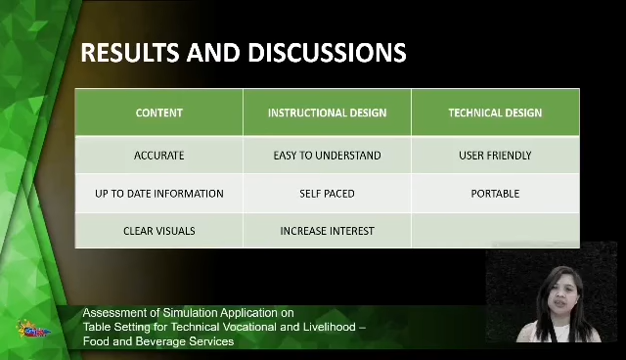 RESULTS AND DISCUSSIONS
CONTENT INSTRUCTIONAL DESIGN TECHNICAL DESIGN
ACCURATE EASY TO UNDERSTAND USER FRIENDLY
UP TO DATE INFORMATION SELF PACED PORTABLE
CLEAR VISUALS INCREASE INTEREST
Assessment of Simulation Application on
Table Setting for Technical Vocational and Livelihood –
Food and Beverage Services